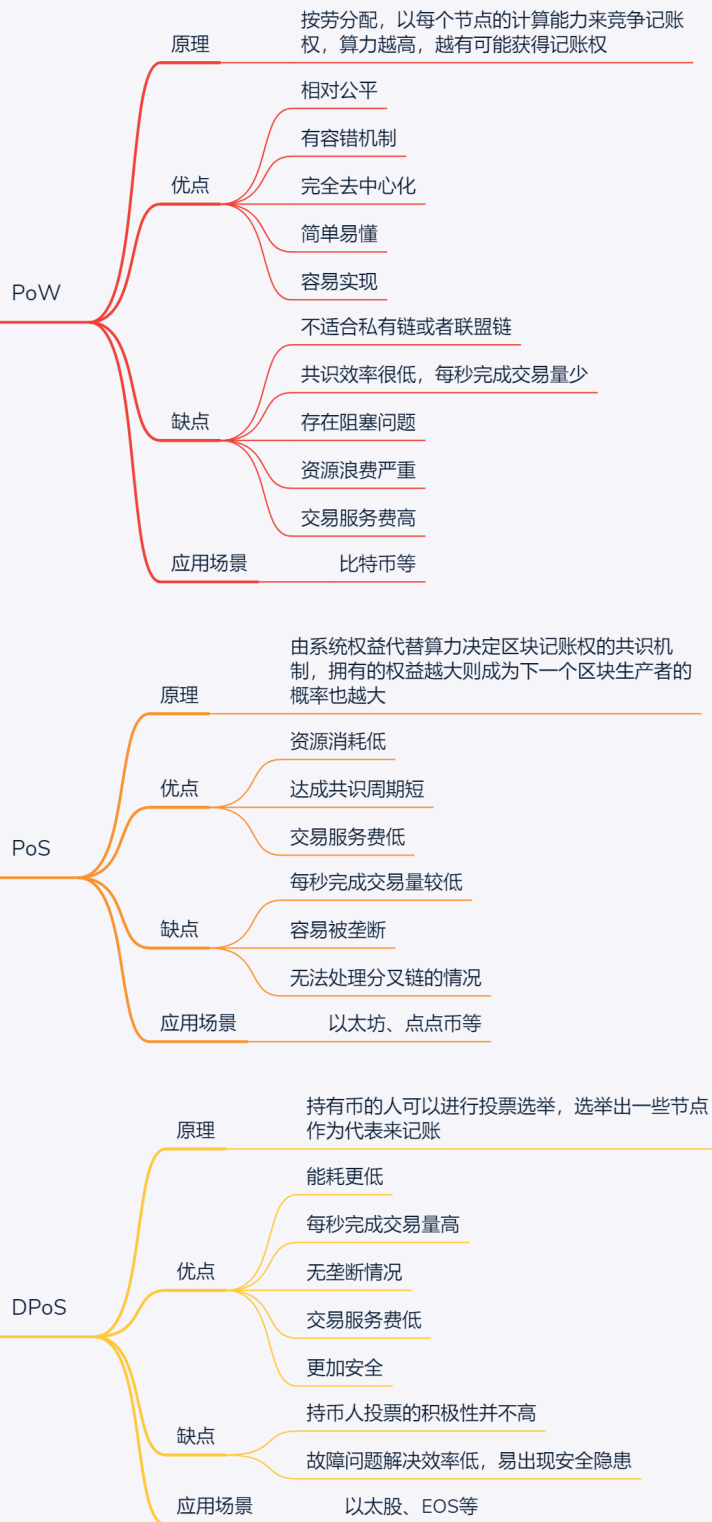 PoW
原理
按劳分配，以每个节点的计算能力来竞争记账
权，算力越高，越有可能获得记账权
优点
相对公平
有容错机制
完全去中心化
简单易懂
容易实现
缺点
不适合私有链或者联盟链
共识效率很低，每秒完成交易量少
存在阻塞问题
资源浪费严重
交易服务费高
应用场景
比特币等
PoS
原理
由系统权益代替算力决定区块记账权的共识机
制，拥有的权益越大则成为下一个区块生产者的
概率也越大
优点
资源消耗低
达成共识周期短
交易服务费低
缺点
每秒完成交易量较低
容易被垄断
无法处理分叉链的情况
应用场景
以太坊、点点币等
DPoS
原理
持有币的人可以进行投票选举，选举出一些节点
作为代表来记账
优点
能耗更低
每秒完成交易量高
无垄断情况
交易服务费低
更加安全
缺点
持币人投票的积极性并不高
故障问题解决效率低，易出现安全隐患
应用场景
以太股、EOS等